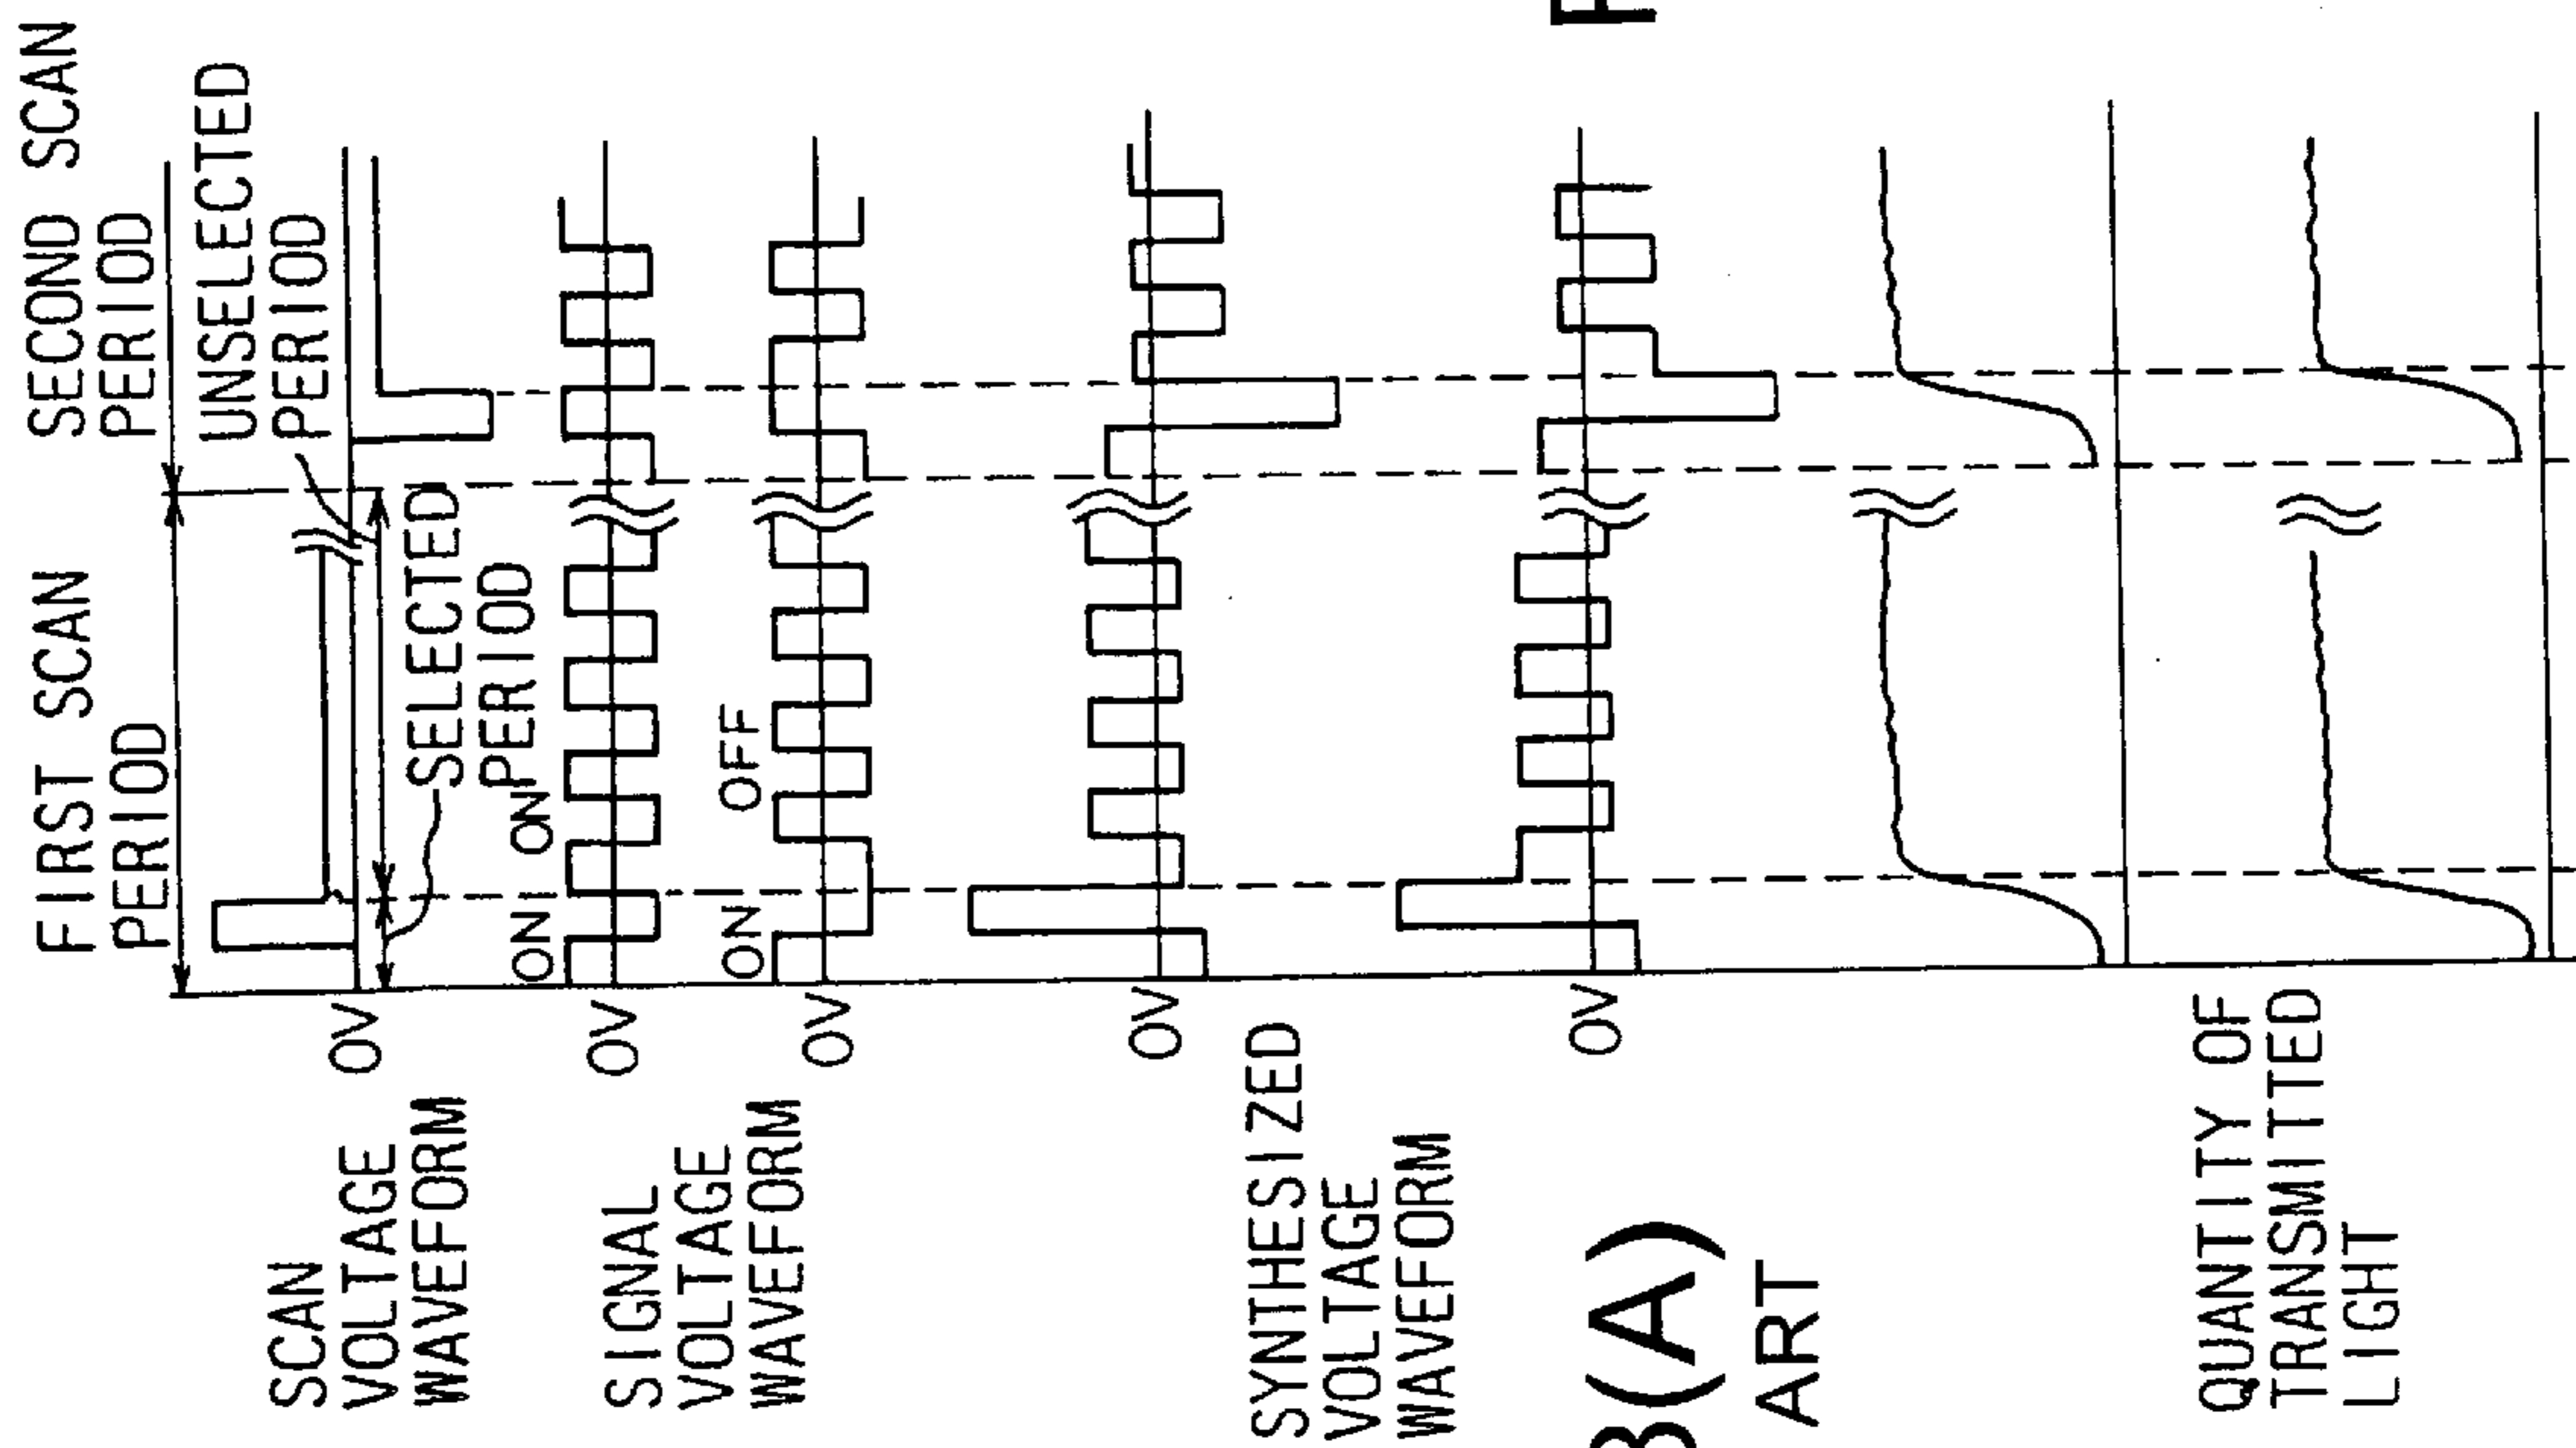 FIRST SCAN
PERIOD
SECOND SCAN
PERIOD
UNSELECTED
PERIOD
SELECTED
PERIOD
SCAN
VOLTAGE
WAVEFORM
0V
ON
ON
SIGNAL
VOLTAGE
WAVEFORM
0V
ON
OFF
0V
SYNTHESIZED
VOLTAGE
WAVEFORM
0V
0V
(A)
ART
QUANTITY OF
TRANSMITTED
LIGHT